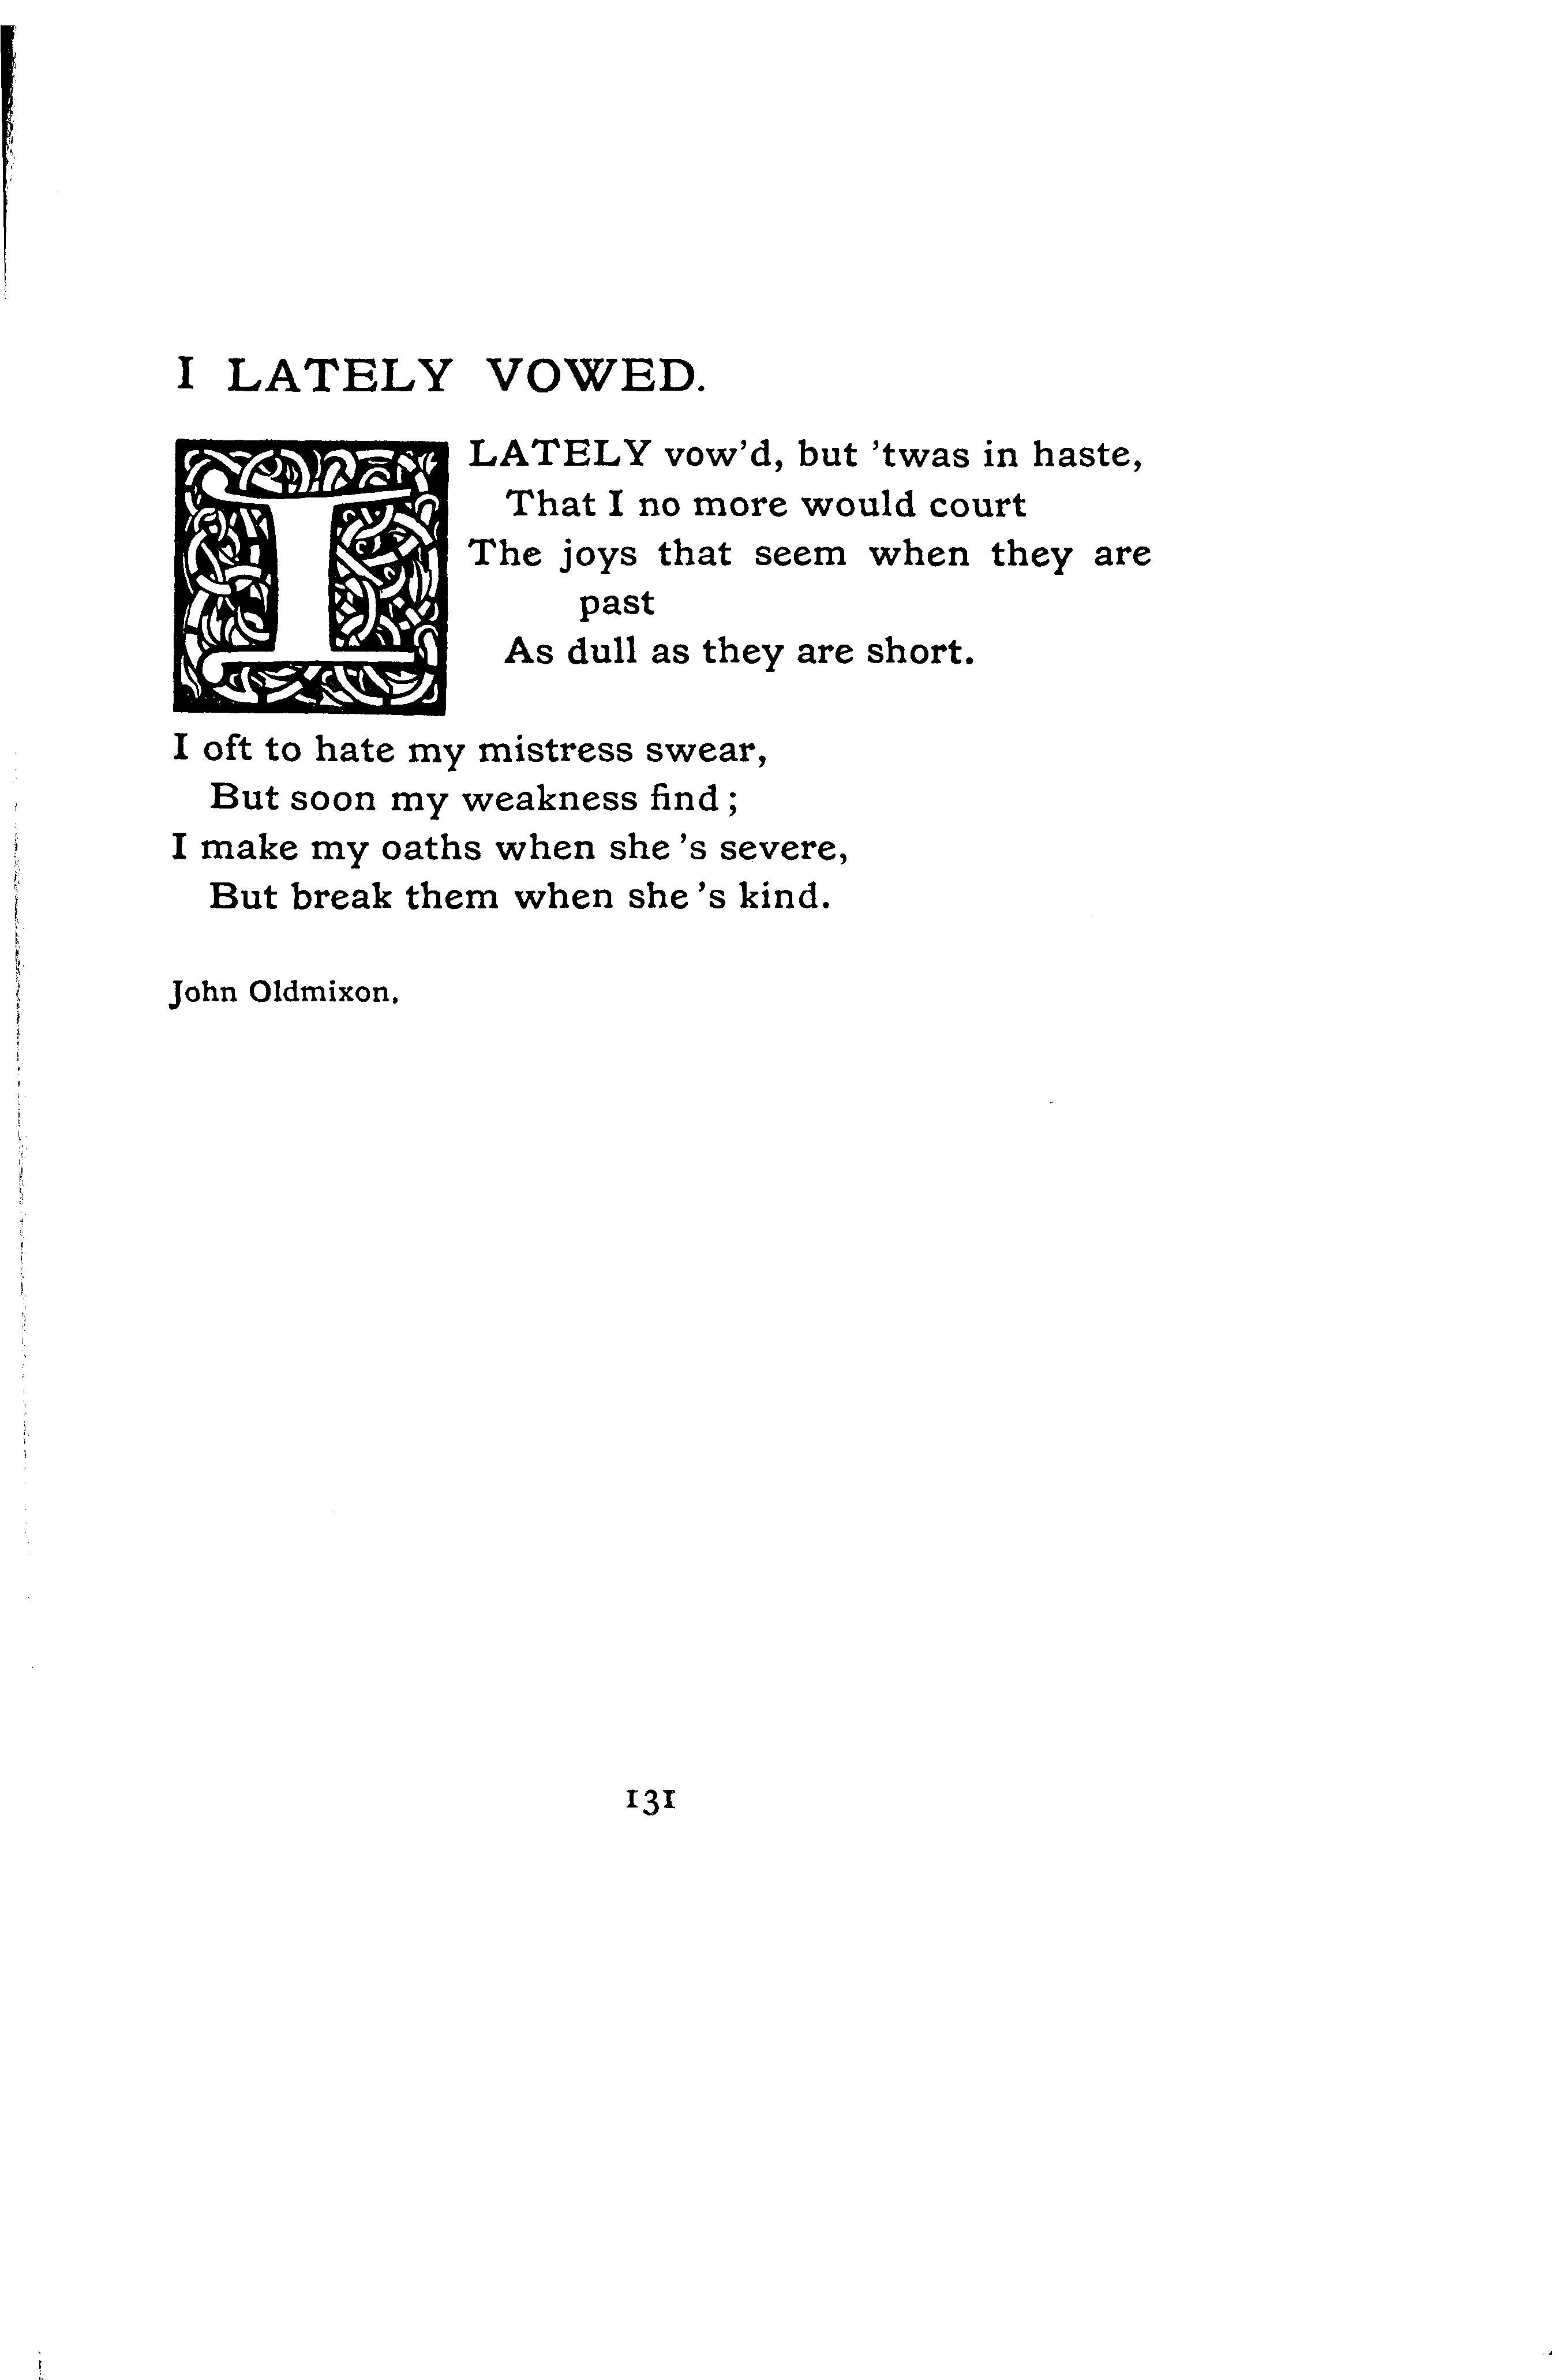 I LATELY VOWED.
I LATELY vow'd, but 'twas in haste,
That I no more would court
The joys that seem when they are
past
As dull as they are short.
I oft to hate my mistress swear,
But soon my weakness find ;
I make my oaths when she 's severe,
But break them when she 's kind.
John Oldmixon.
131